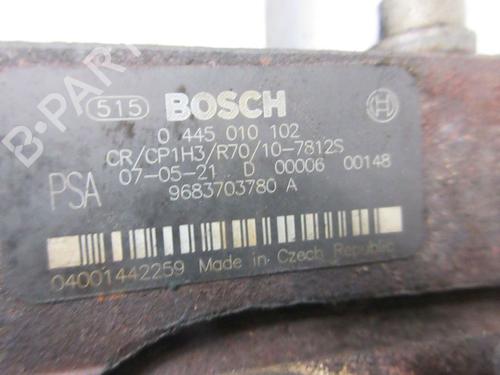 515 BOSCH
0 445 010 102
CR/CP1H3/R70/10-7812S
PSA 07-05-21 D 00006 00148
9683703780 A
04001442259 Made in Czech Republic